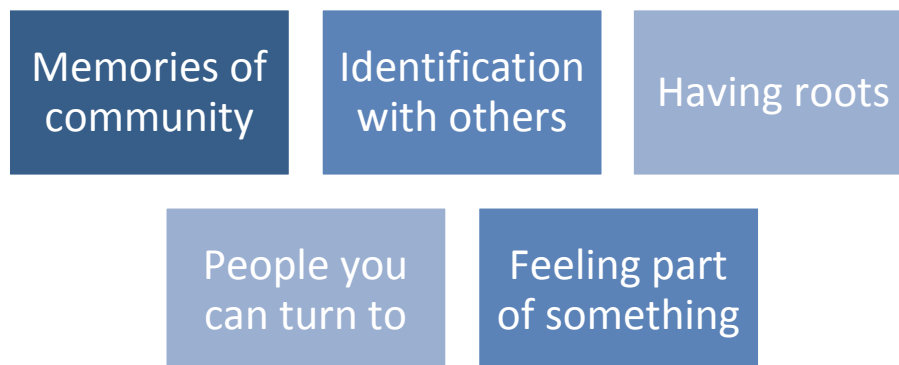 Memories of
community
Identification
with others
Having roots
People you
can turn to
Feeling part
of something